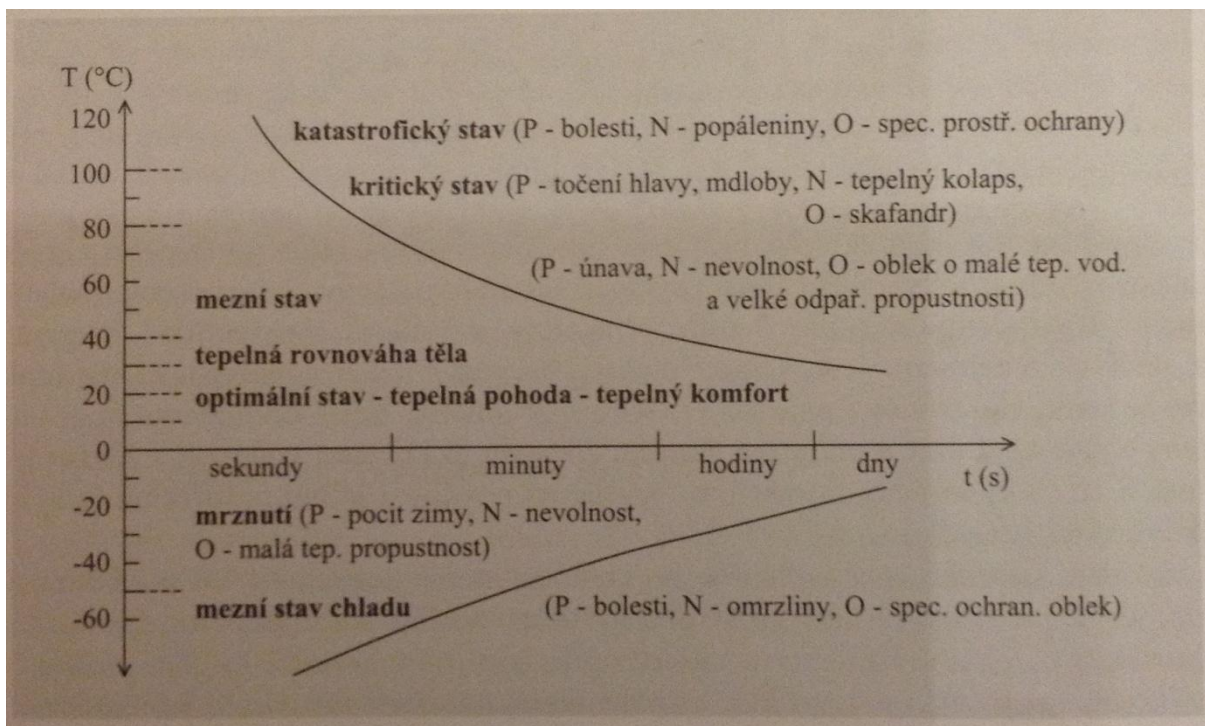 T (°C)
120
katastrofický stav (P - bolesti, N - popáleniny, O - spec. prostř. ochrany)
100
kritický stav (P - točení hlavy, mdloby, N - tepelný kolaps,
O - skafandr)
80
(P - únava, N - nevolnost, O - oblek o malé tep. vod.
60
mezní stav
a velké odpař. propustnosti)
40
tepelná rovnováha těla
20
optimální stav - tepelná pohoda - tepelný komfort
0
sekundy minuty hodiny dny t (s)
-20
mrznutí (P - pocit zimy, N - nevolnost,
O - malá tep. propustnost)
-40
-60
mezní stav chladu (P - bolesti, N - omrzliny, O - spec. ochran. oblek)